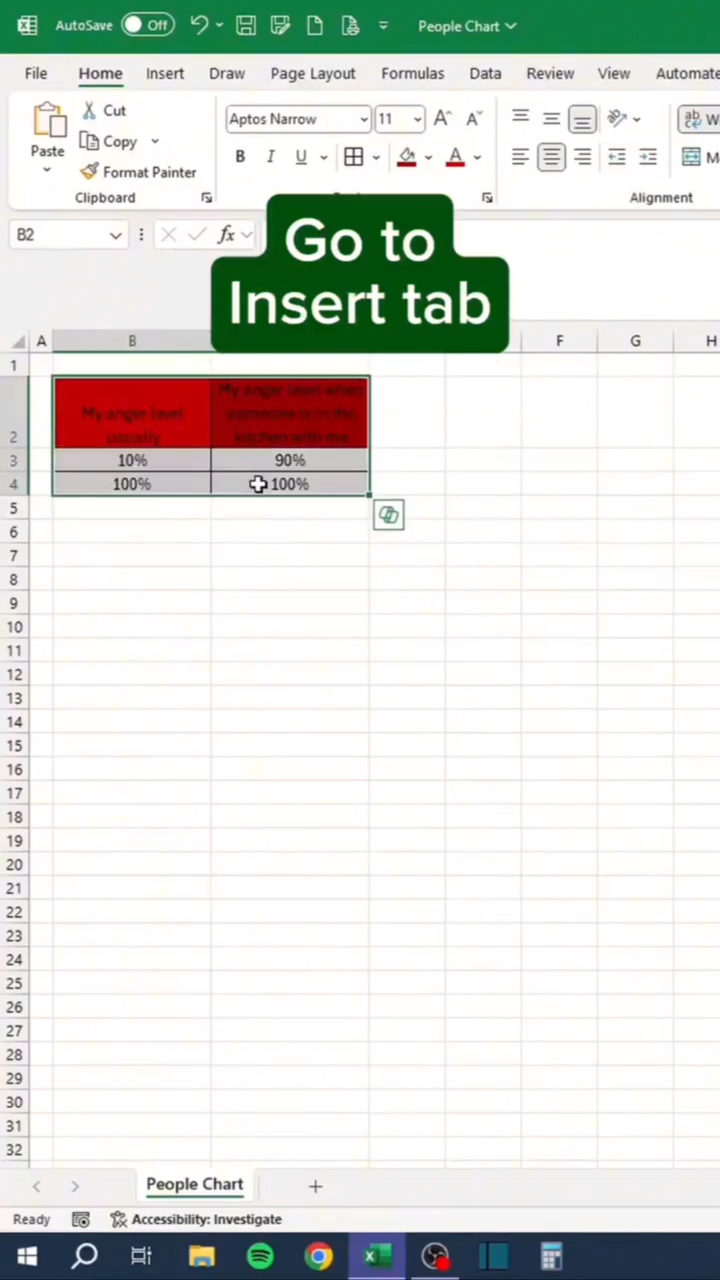 AutoSave Off People Chart
File Home Insert Draw Page Layout Formulas Data Review View Automate
Paste Cut Copy Format Painter
Aptos Narrow 11
B I U A
Clipboard Alignment
B2 fx
Go to
Insert tab
A B F G H
1
2 My anger level usually My anger level when someone is in the kitchen with me
3 10% 90%
4 100% 100%
5
6
7
8
9
10
11
12
13
14
15
16
17
18
19
20
21
22
23
24
25
26
27
28
29
30
31
32
People Chart
Ready Accessibility: Investigate